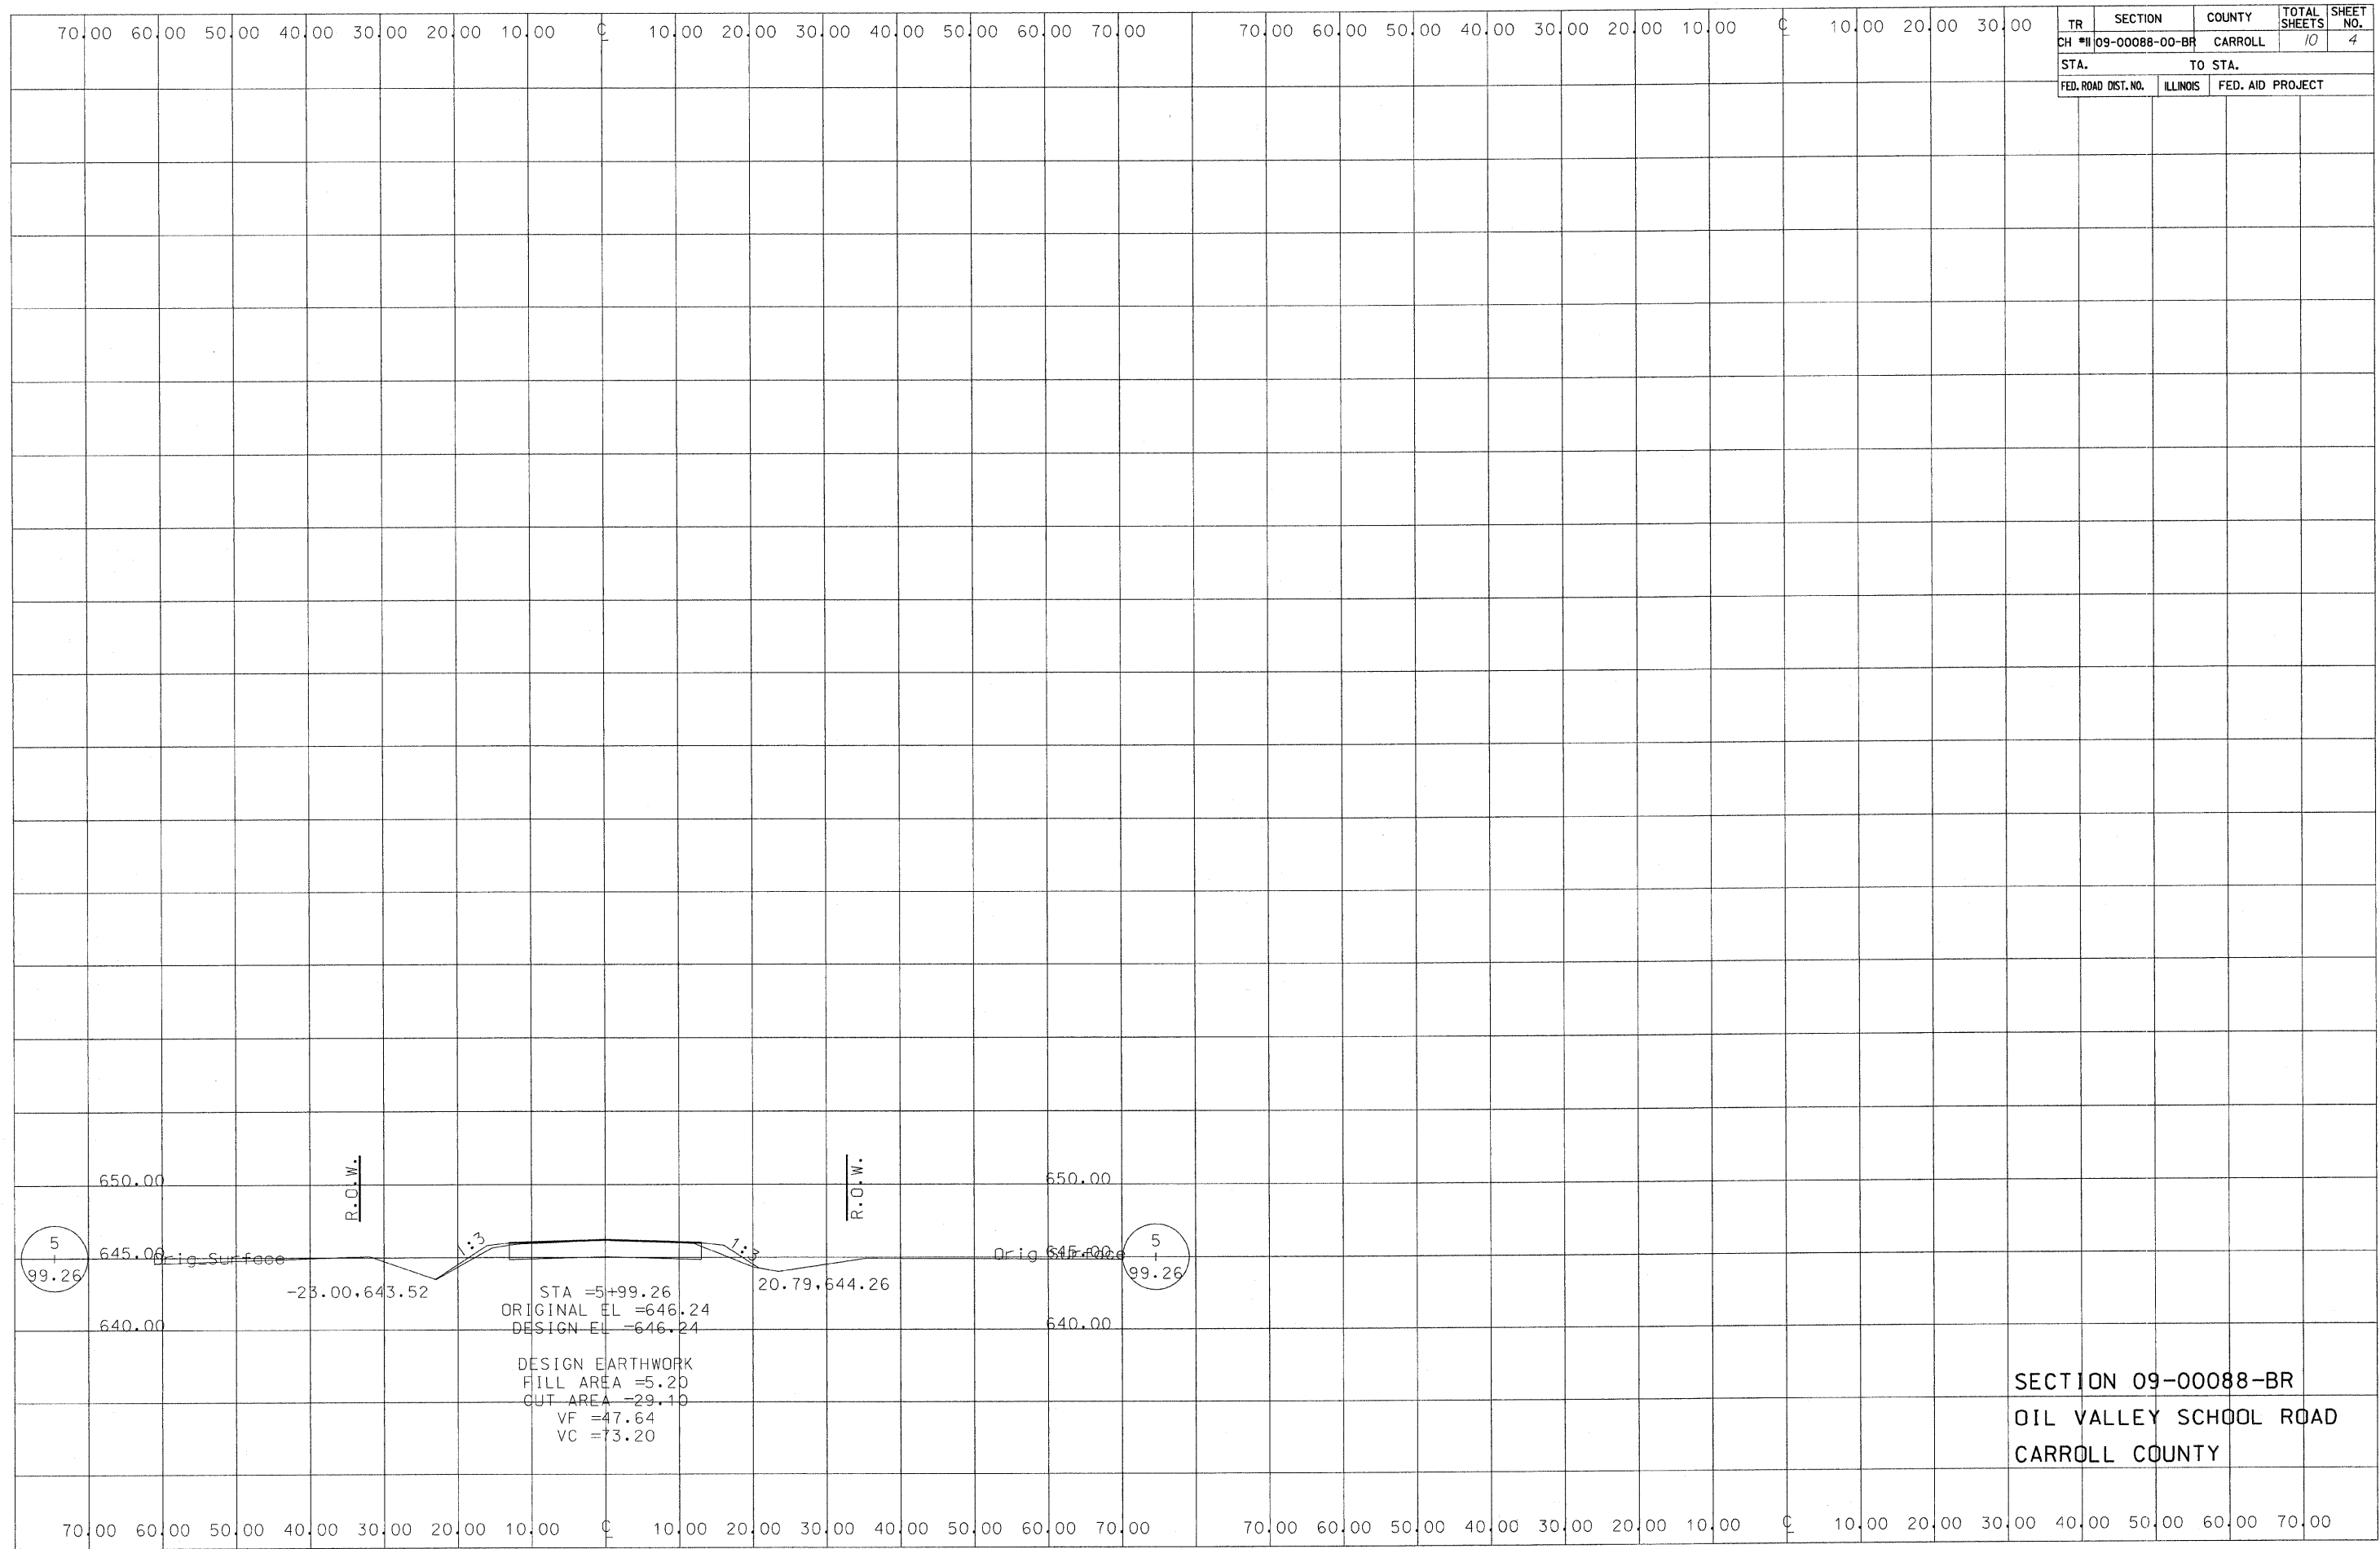 70.00 60.00 50.00 40.00 30.00 20.00 10.00 ℄ 10.00 20.00 30.00 40.00 50.00 60.00 70.00 70.00 60.00 50.00 40.00 30.00 20.00 10.00 ℄ 10.00 20.00 30.00
TR SECTION COUNTY TOTAL SHEETS SHEET NO.
CH #11 09-00088-00-BR CARROLL 10 4
STA. TO STA.
FED. ROAD DIST. NO. ILLINOIS FED. AID PROJECT
R.O.W. R.O.W.
650.00 650.00
1:3 1:3
5 5
645.00 Orig Surface Orig Surface 645.00
99.26 99.26
-23.00,643.52 20.79,644.26
STA =5+99.26
ORIGINAL EL =646.24
DESIGN EL =646.24
640.00 640.00
DESIGN EARTHWORK
FILL AREA =5.20
CUT AREA =29.10
VF =47.64
VC =73.20
SECTION 09-00088-BR
OIL VALLEY SCHOOL ROAD
CARROLL COUNTY
70.00 60.00 50.00 40.00 30.00 20.00 10.00 ℄ 10.00 20.00 30.00 40.00 50.00 60.00 70.00 70.00 60.00 50.00 40.00 30.00 20.00 10.00 ℄ 10.00 20.00 30.00 40.00 50.00 60.00 70.00